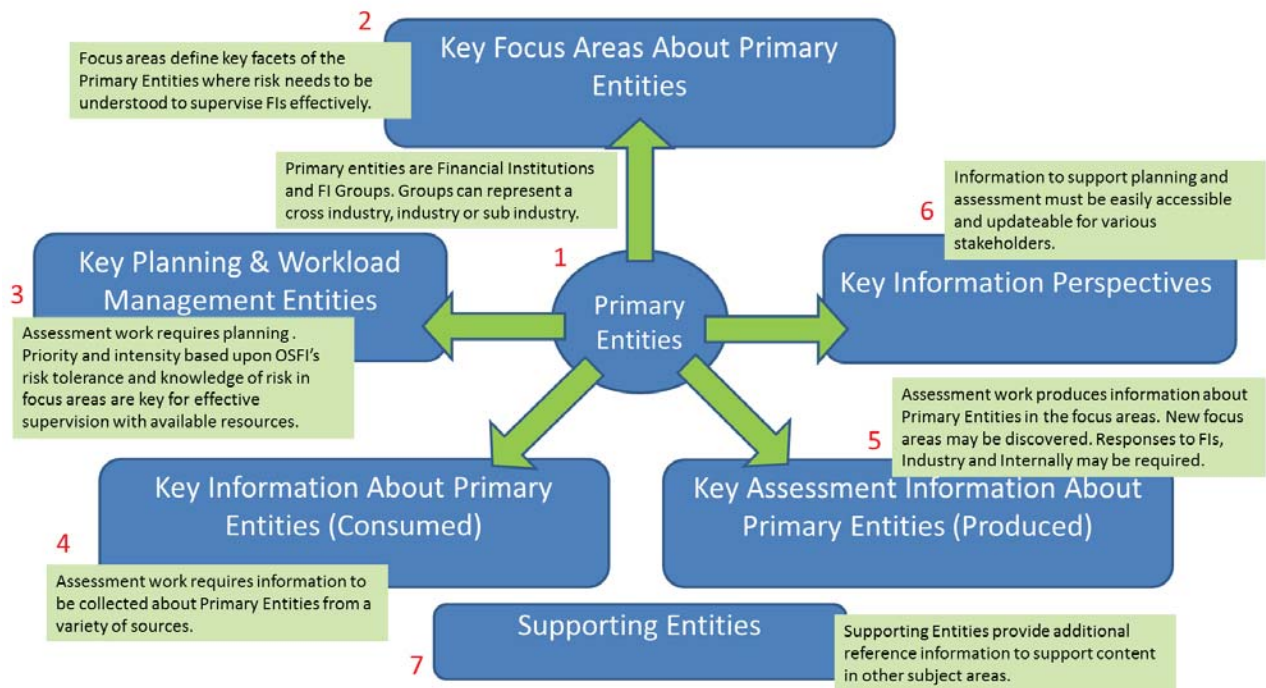 2
Key Focus Areas About Primary
Entities
Focus areas define key facets of the
Primary Entities where risk needs to be
understood to supervise FIs effectively.
Primary entities are Financial Institutions
and FI Groups. Groups can represent a
cross industry, industry or sub industry.
6
Information to support planning and
assessment must be easily accessible
and updateable for various
stakeholders.
Key Information Perspectives
1
Primary
Entities
3
Key Planning & Workload
Management Entities
Assessment work requires planning .
Priority and intensity based upon OSFI's
risk tolerance and knowledge of risk in
focus areas are key for effective
supervision with available resources.
5
Assessment work produces information about
Primary Entities in the focus areas. New focus
areas may be discovered. Responses to FIs,
Industry and Internally may be required.
Key Assessment Information About
Primary Entities (Produced)
4
Key Information About Primary
Entities (Consumed)
Assessment work requires information to
be collected about Primary Entities from a
variety of sources.
7
Supporting Entities
Supporting Entities provide additional
reference information to support content
in other subject areas.